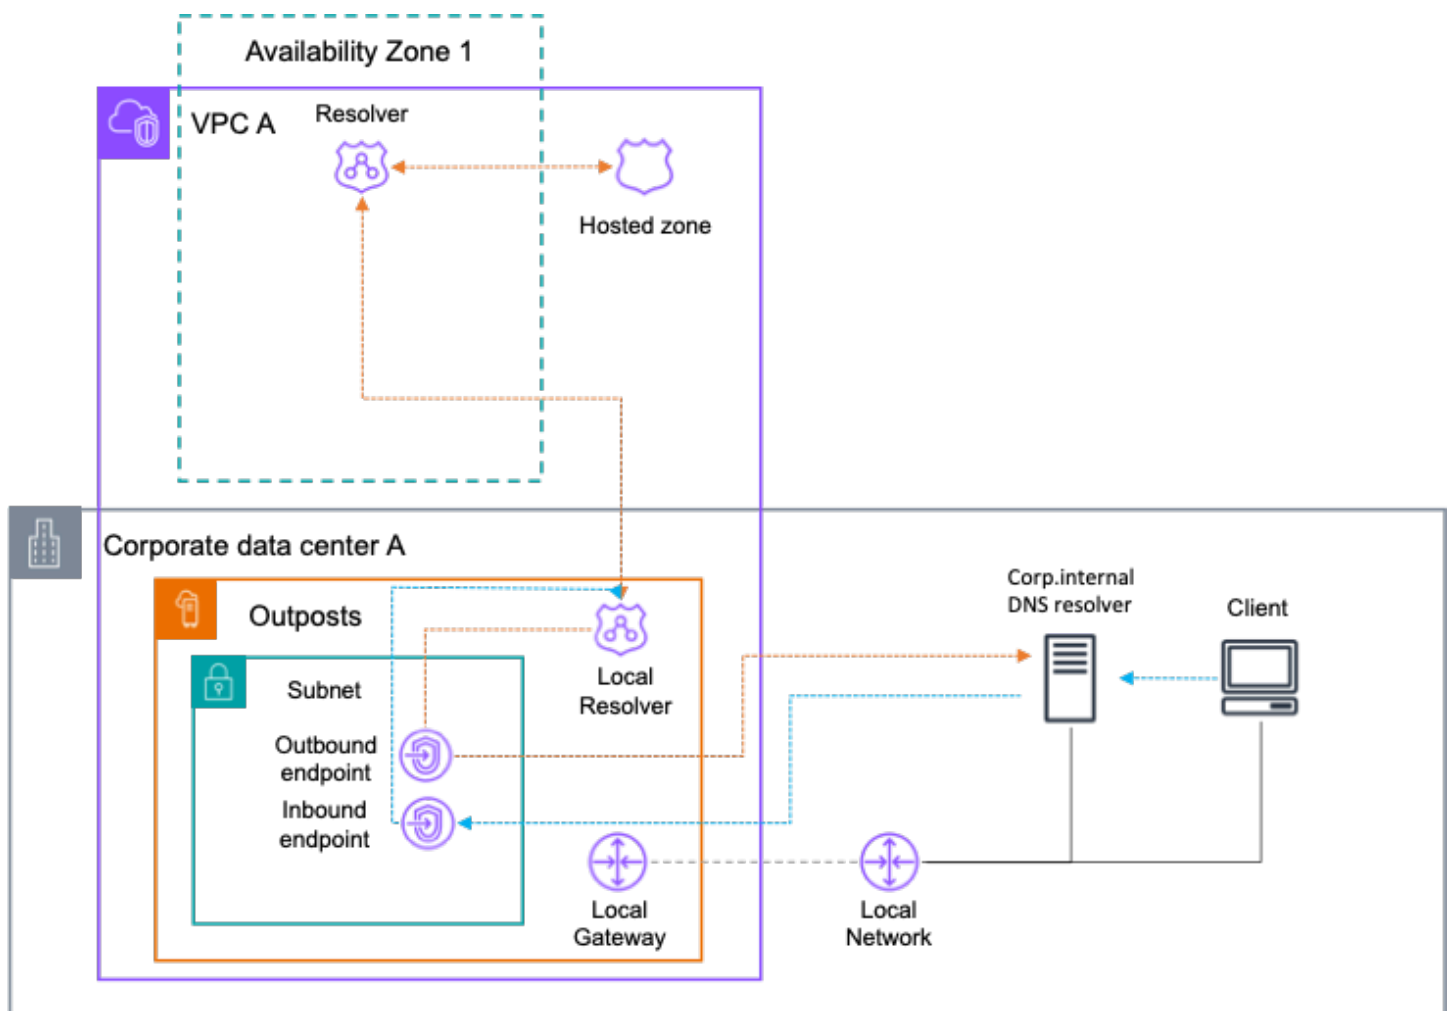 Availability Zone 1
VPC A
Resolver
Hosted zone
Corporate data center A
Outposts
Subnet
Outbound
endpoint
Inbound
endpoint
Local
Resolver
Local
Gateway
Local
Network
Corp.internal
DNS resolver
Client